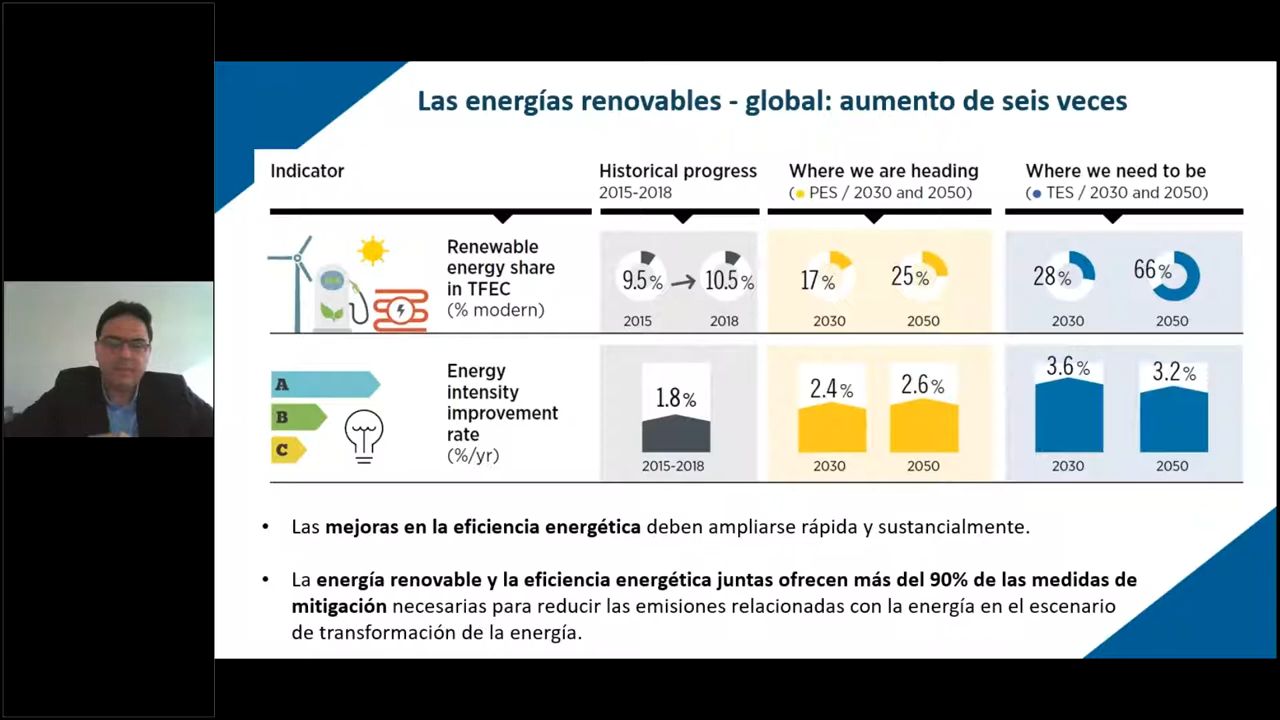 Las energías renovables - global: aumento de seis veces
Indicator
Historical progress
2015-2018
Where we are heading
(● PES / 2030 and 2050)
Where we need to be
(● TES / 2030 and 2050)
Renewable
energy share
in TFEC
(% modern)
9.5% → 10.5%
2015 2018
17% 25%
2030 2050
28% 66%
2030 2050
A
B
C
Energy
intensity
improvement
rate
(%/yr)
1.8%
2015-2018
2.4% 2.6%
2030 2050
3.6% 3.2%
2030 2050
• Las mejoras en la eficiencia energética deben ampliarse rápida y sustancialmente.
• La energía renovable y la eficiencia energética juntas ofrecen más del 90% de las medidas de
mitigación necesarias para reducir las emisiones relacionadas con la energía en el escenario
de transformación de la energía.